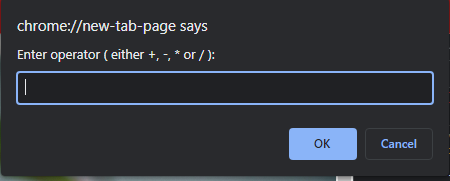 chrome://new-tab-page says
Enter operator ( either +, -, * or / ):
OK
Cancel